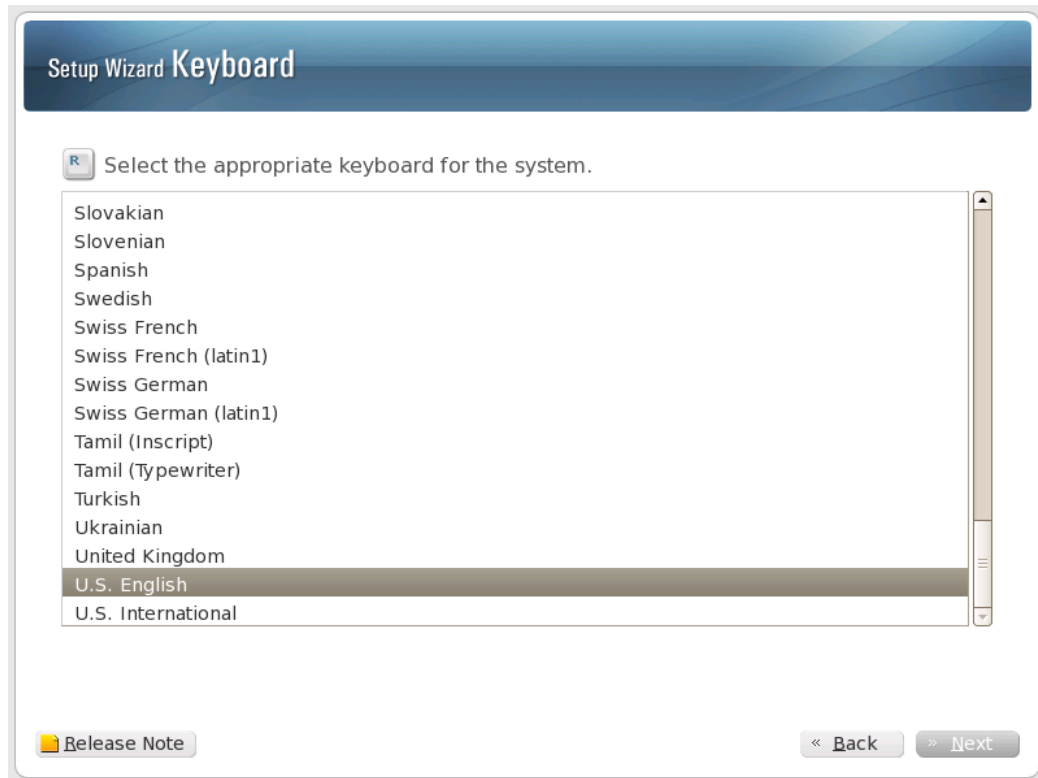 Setup Wizard Keyboard
R
Select the appropriate keyboard for the system.
Slovakian
Slovenian
Spanish
Swedish
Swiss French
Swiss French (latin1)
Swiss German
Swiss German (latin1)
Tamil (Inscript)
Tamil (Typewriter)
Turkish
Ukrainian
United Kingdom
U.S. English
U.S. International
Release Note
« Back
» Next